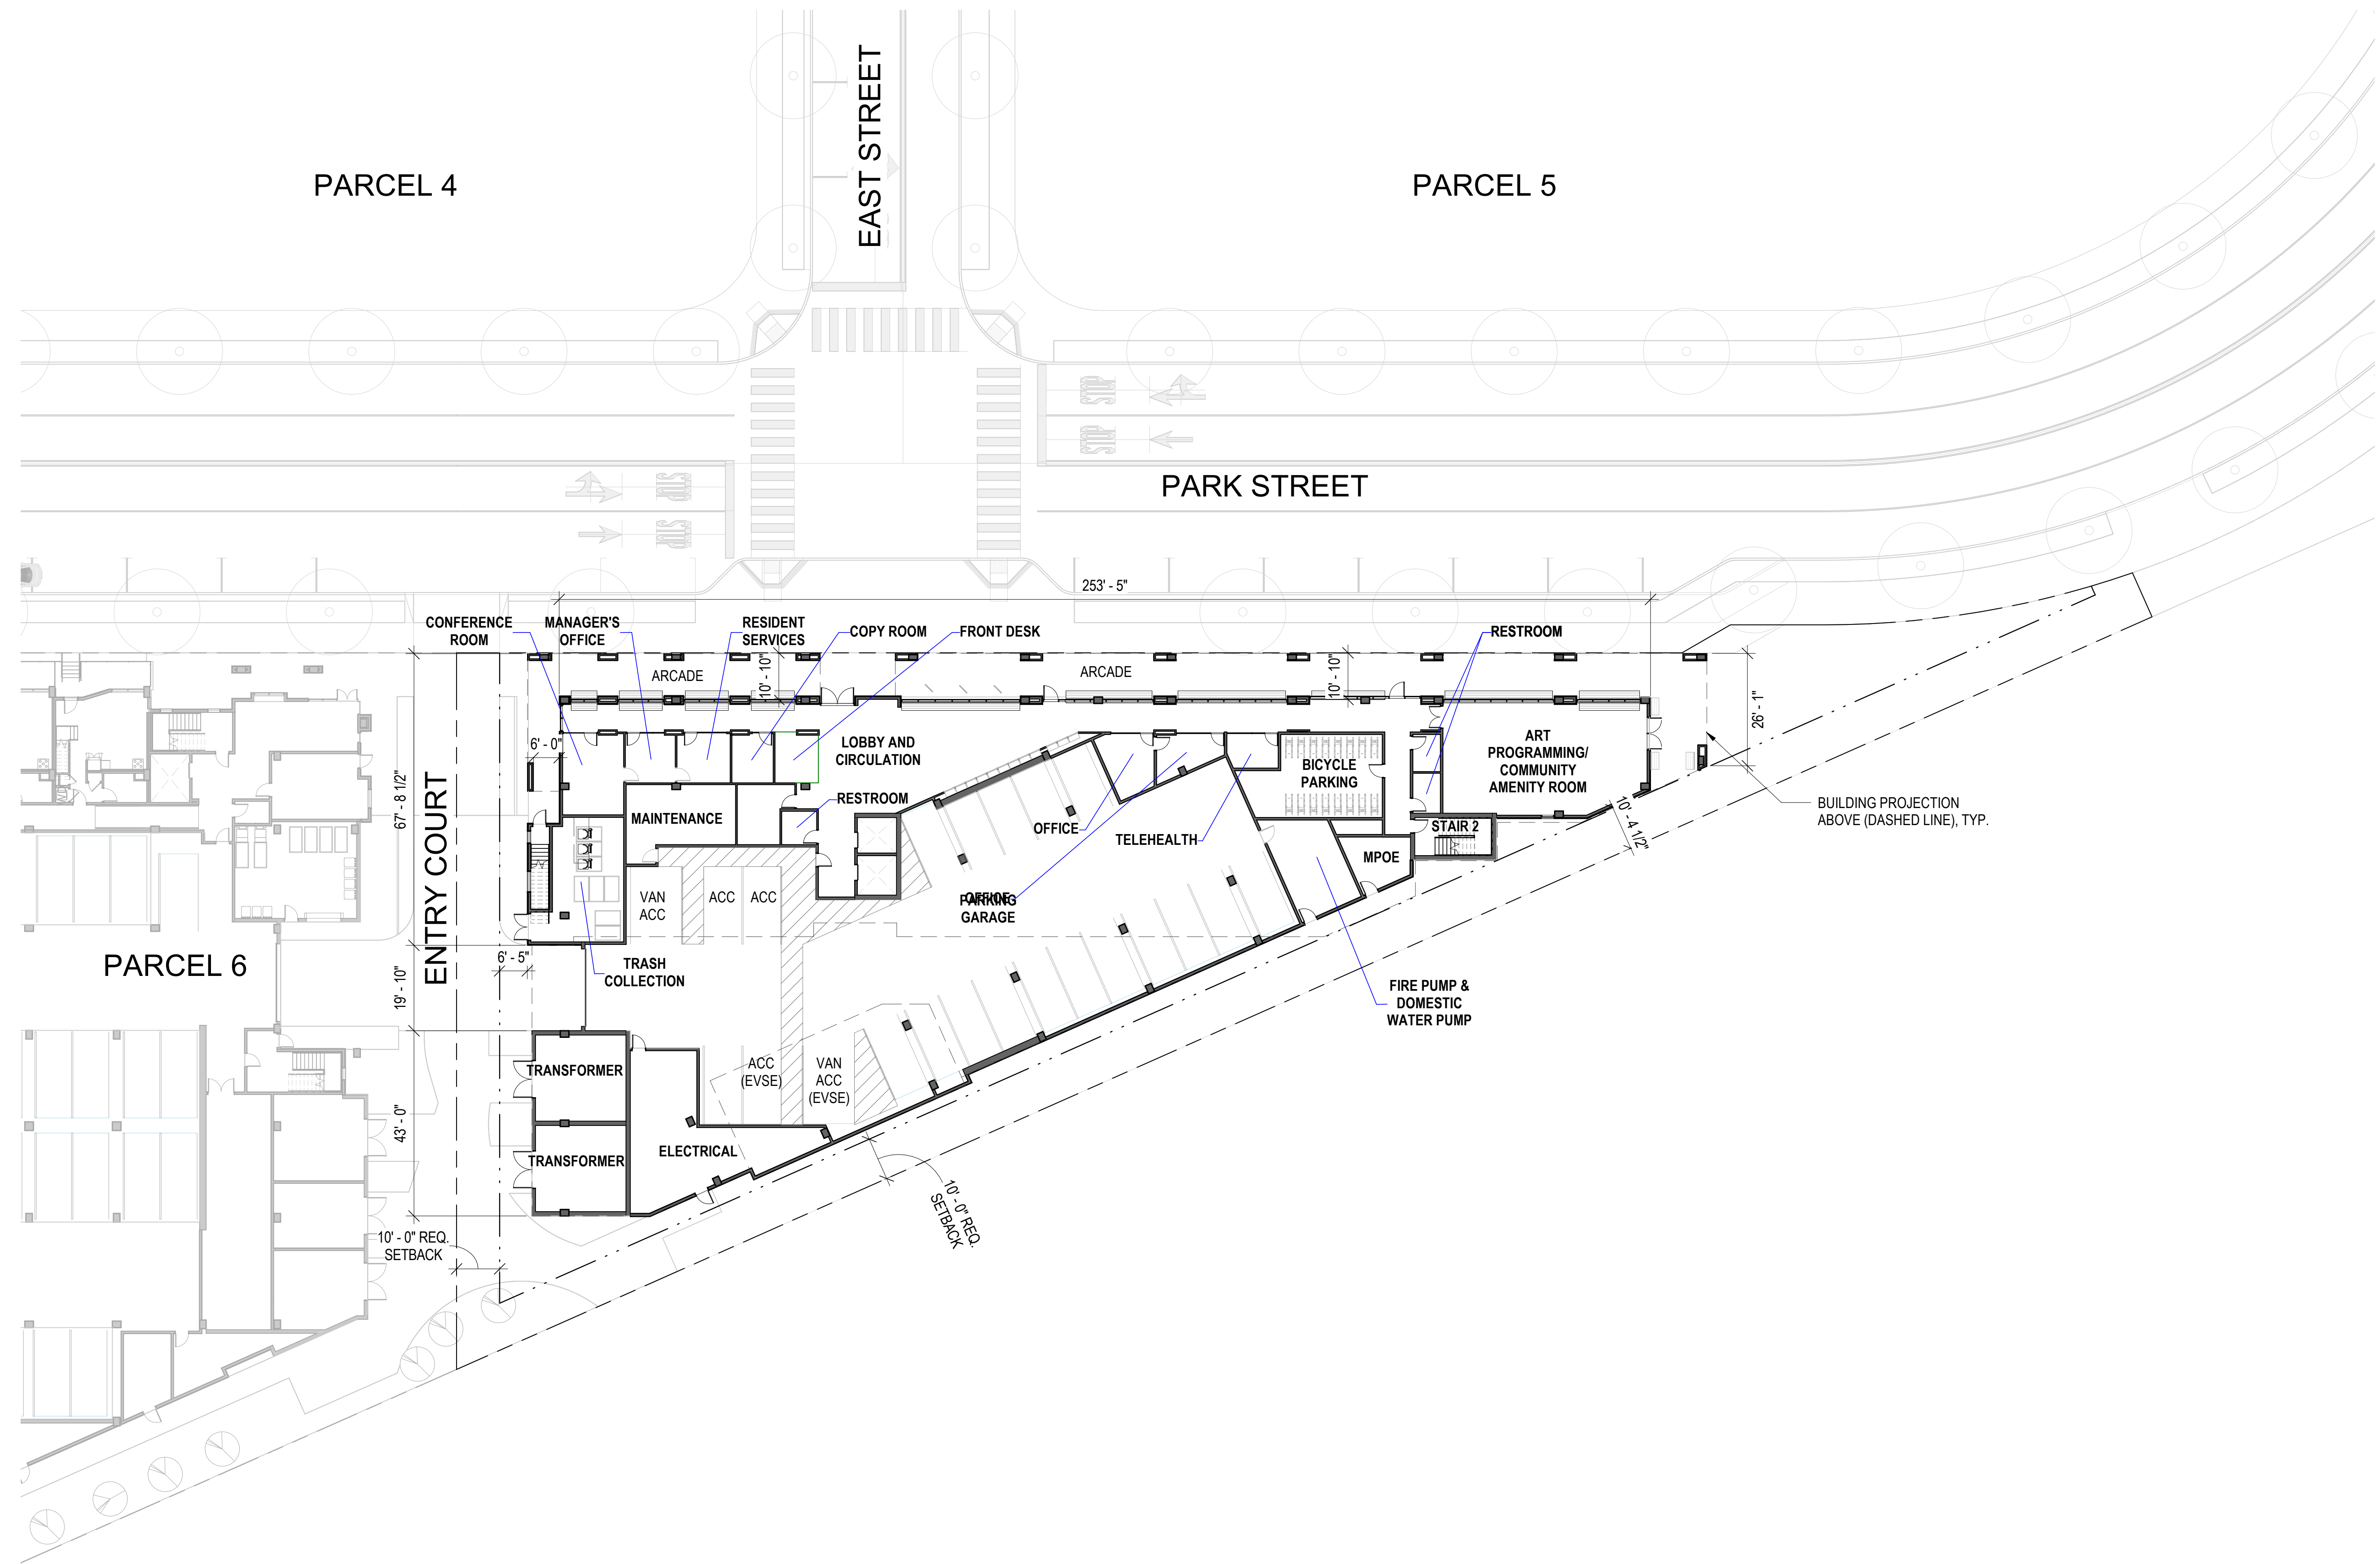 EAST STREET
PARCEL 4
PARCEL 5
STOP
STOP
PARK STREET
STOP
STOP
253' - 5"
CONFERENCE
ROOM
MANAGER'S
OFFICE
RESIDENT
SERVICES
COPY ROOM
FRONT DESK
RESTROOM
ARCADE
10' - 10"
ARCADE
10' - 10"
26' - 1"
6' - 0"
LOBBY AND
CIRCULATION
ART
PROGRAMMING/
COMMUNITY
AMENITY ROOM
BICYCLE
PARKING
67' - 8 1/2"
ENTRY COURT
RESTROOM
MAINTENANCE
OFFICE
TELEHEALTH
STAIR 2
10' - 4 1/2"
BUILDING PROJECTION
ABOVE (DASHED LINE), TYP.
MPOE
VAN
ACC
ACC
ACC
OFFICE
PARKING
GARAGE
PARCEL 6
6' - 5"
TRASH
COLLECTION
19' - 10"
FIRE PUMP &
DOMESTIC
WATER PUMP
TRANSFORMER
ACC
(EVSE)
VAN
ACC
(EVSE)
43' - 0"
ELECTRICAL
TRANSFORMER
10' - 0" REQ.
SETBACK
10' - 0" REQ.
SETBACK